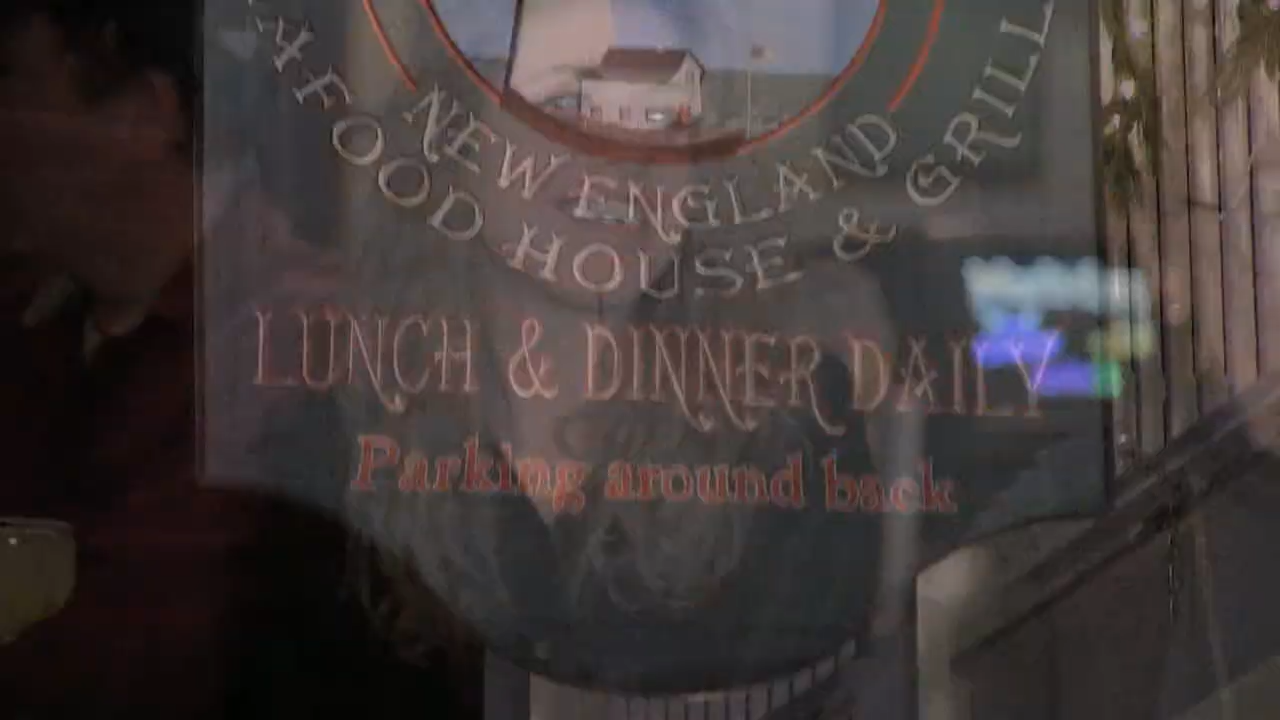 NEW ENGLAND
FOOD HOUSE & GRILL
LUNCH & DINNER DAILY
Parking around back